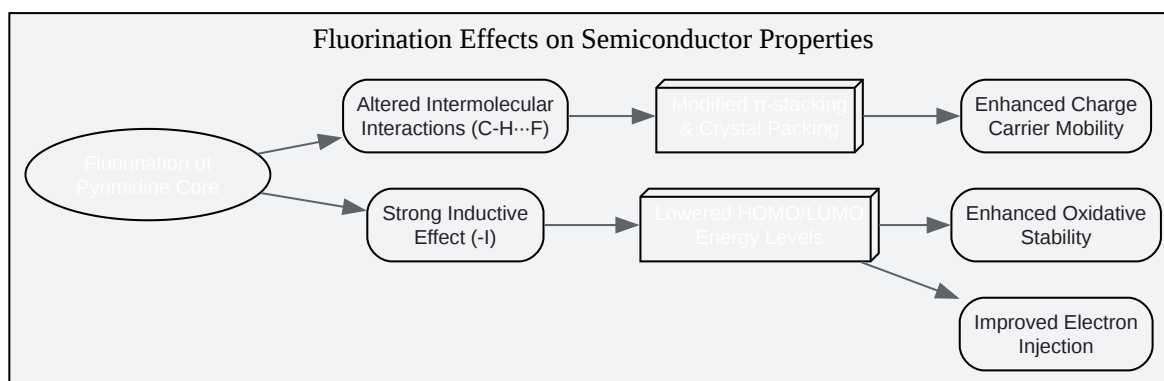 Fluorination Effects on Semiconductor Properties
Fluorination of
Pyrimidine Core
Altered Intermolecular
Interactions (C-H···F)
Modified π-stacking
& Crystal Packing
Enhanced Charge
Carrier Mobility
Strong Inductive
Effect (-I)
Lowered HOMO/LUMO
Energy Levels
Enhanced Oxidative
Stability
Improved Electron
Injection